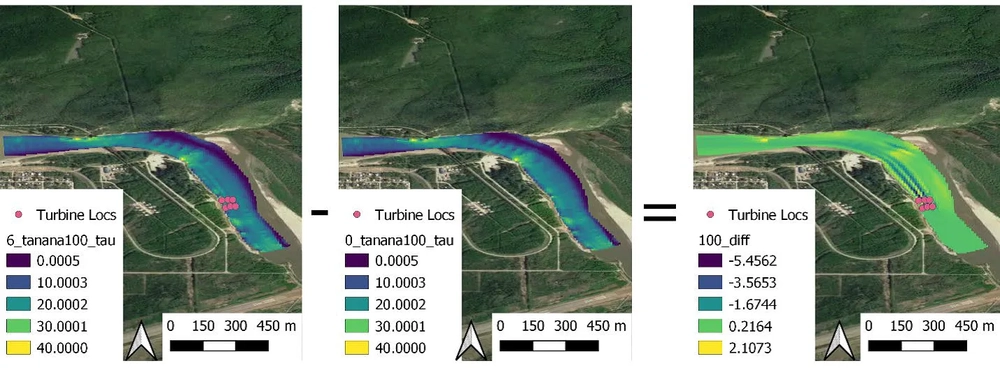 Turbine Locs
6_tanana100_tau
0.0005
10.0003
20.0002
30.0001
40.0000
0 150 300 450 m
-
Turbine Locs
0_tanana100_tau
0.0005
10.0003
20.0002
30.0001
40.0000
0 150 300 450 m
=
Turbine Locs
100_diff
-5.4562
-3.5653
-1.6744
0.2164
2.1073
0 150 300 450 m